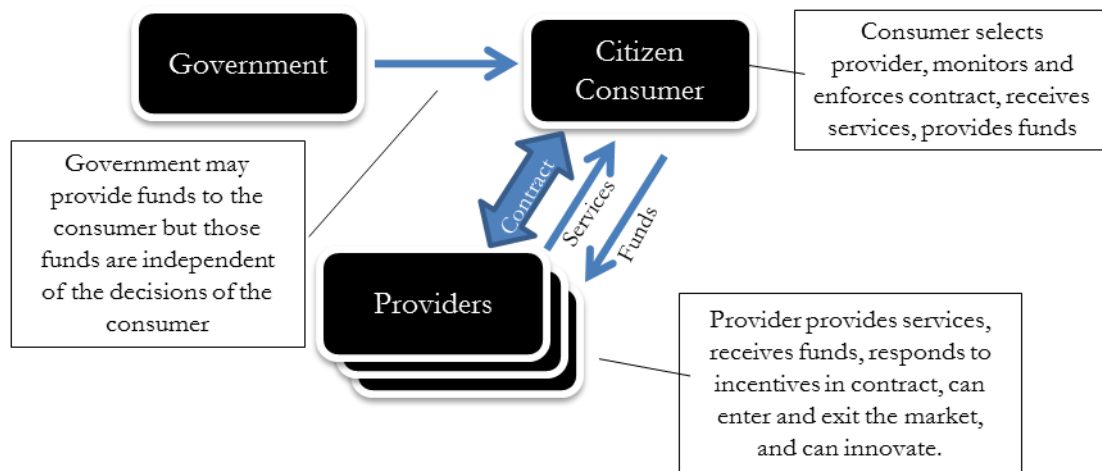 Government
Citizen
Consumer
Consumer selects
provider, monitors and
enforces contract, receives
services, provides funds
Government may
provide funds to the
consumer but those
funds are independent
of the decisions of the
consumer
Contract
Services
Funds
Providers
Provider provides services,
receives funds, responds to
incentives in contract, can
enter and exit the market,
and can innovate.